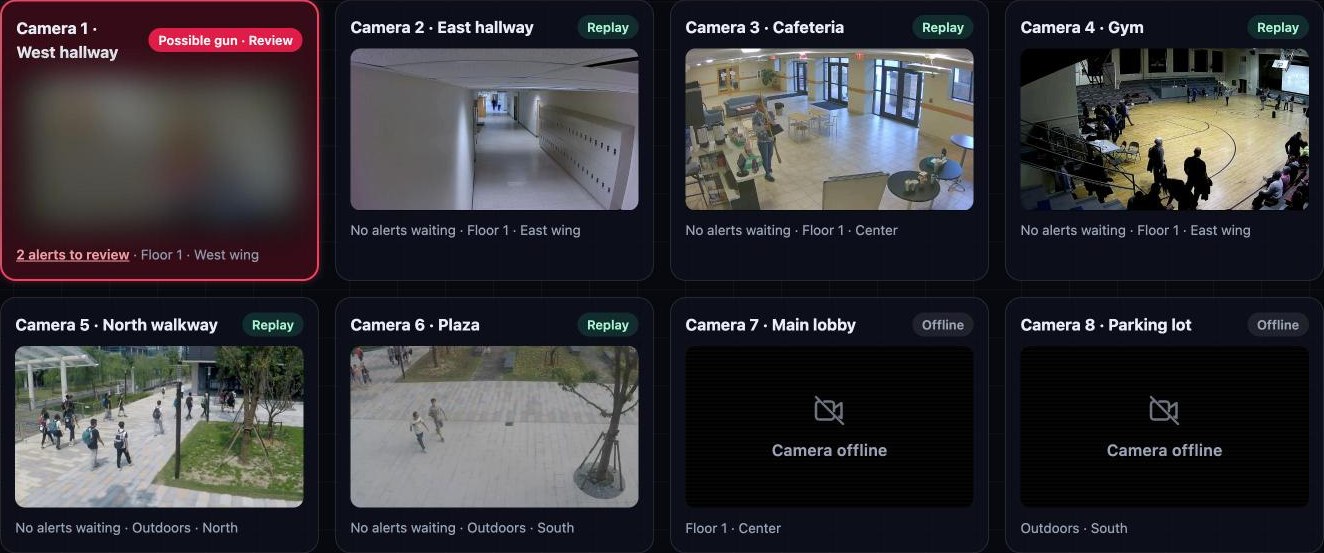 Camera 1 ·
West hallway
Possible gun · Review
2 alerts to review · Floor 1 · West wing
Camera 2 · East hallway
Replay
No alerts waiting · Floor 1 · East wing
Camera 3 · Cafeteria
Replay
No alerts waiting · Floor 1 · Center
Camera 4 · Gym
Replay
No alerts waiting · Floor 1 · East wing
Camera 5 · North walkway
Replay
No alerts waiting · Outdoors · North
Camera 6 · Plaza
Replay
No alerts waiting · Outdoors · South
Camera 7 · Main lobby
Offline
Camera offline
Floor 1 · Center
Camera 8 · Parking lot
Offline
Camera offline
Outdoors · South